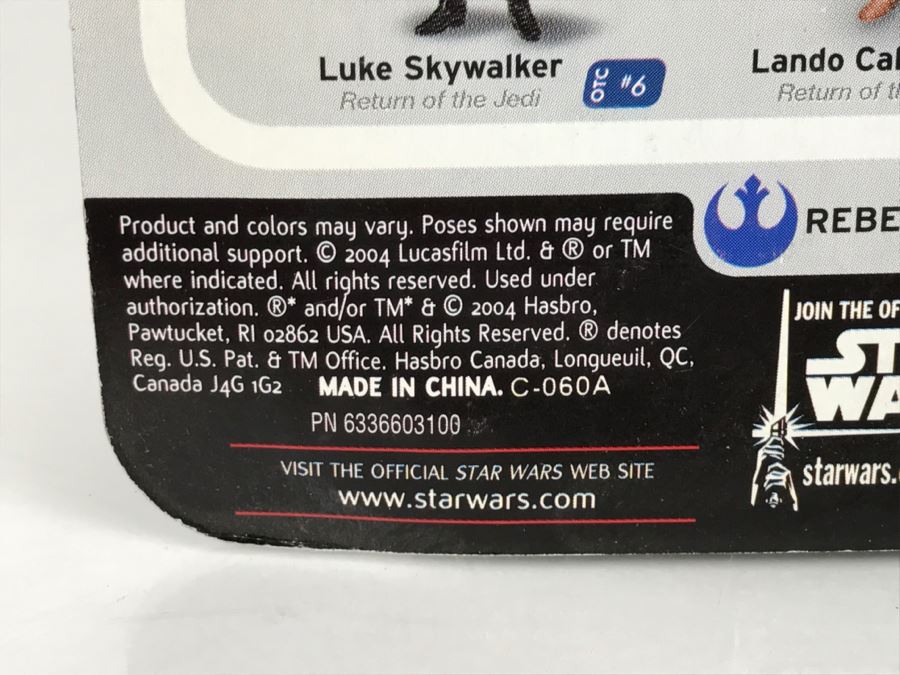 Luke Skywalker
Return of the Jedi
OTC #6
Lando
Return of
REBE
Product and colors may vary. Poses shown may require
additional support. © 2004 Lucasfilm Ltd. & ® or TM
where indicated. All rights reserved. Used under
authorization. ®* and/or TM* & © 2004 Hasbro,
Pawtucket, RI 02862 USA. All Rights Reserved. ® denotes
Reg. U.S. Pat. & TM Office. Hasbro Canada, Longueuil, QC,
Canada J4G 1G2 MADE IN CHINA. C-060A
PN 6336603100
VISIT THE OFFICIAL STAR WARS WEB SITE
www.starwars.com
JOIN THE OF
ST
WA
starwars.